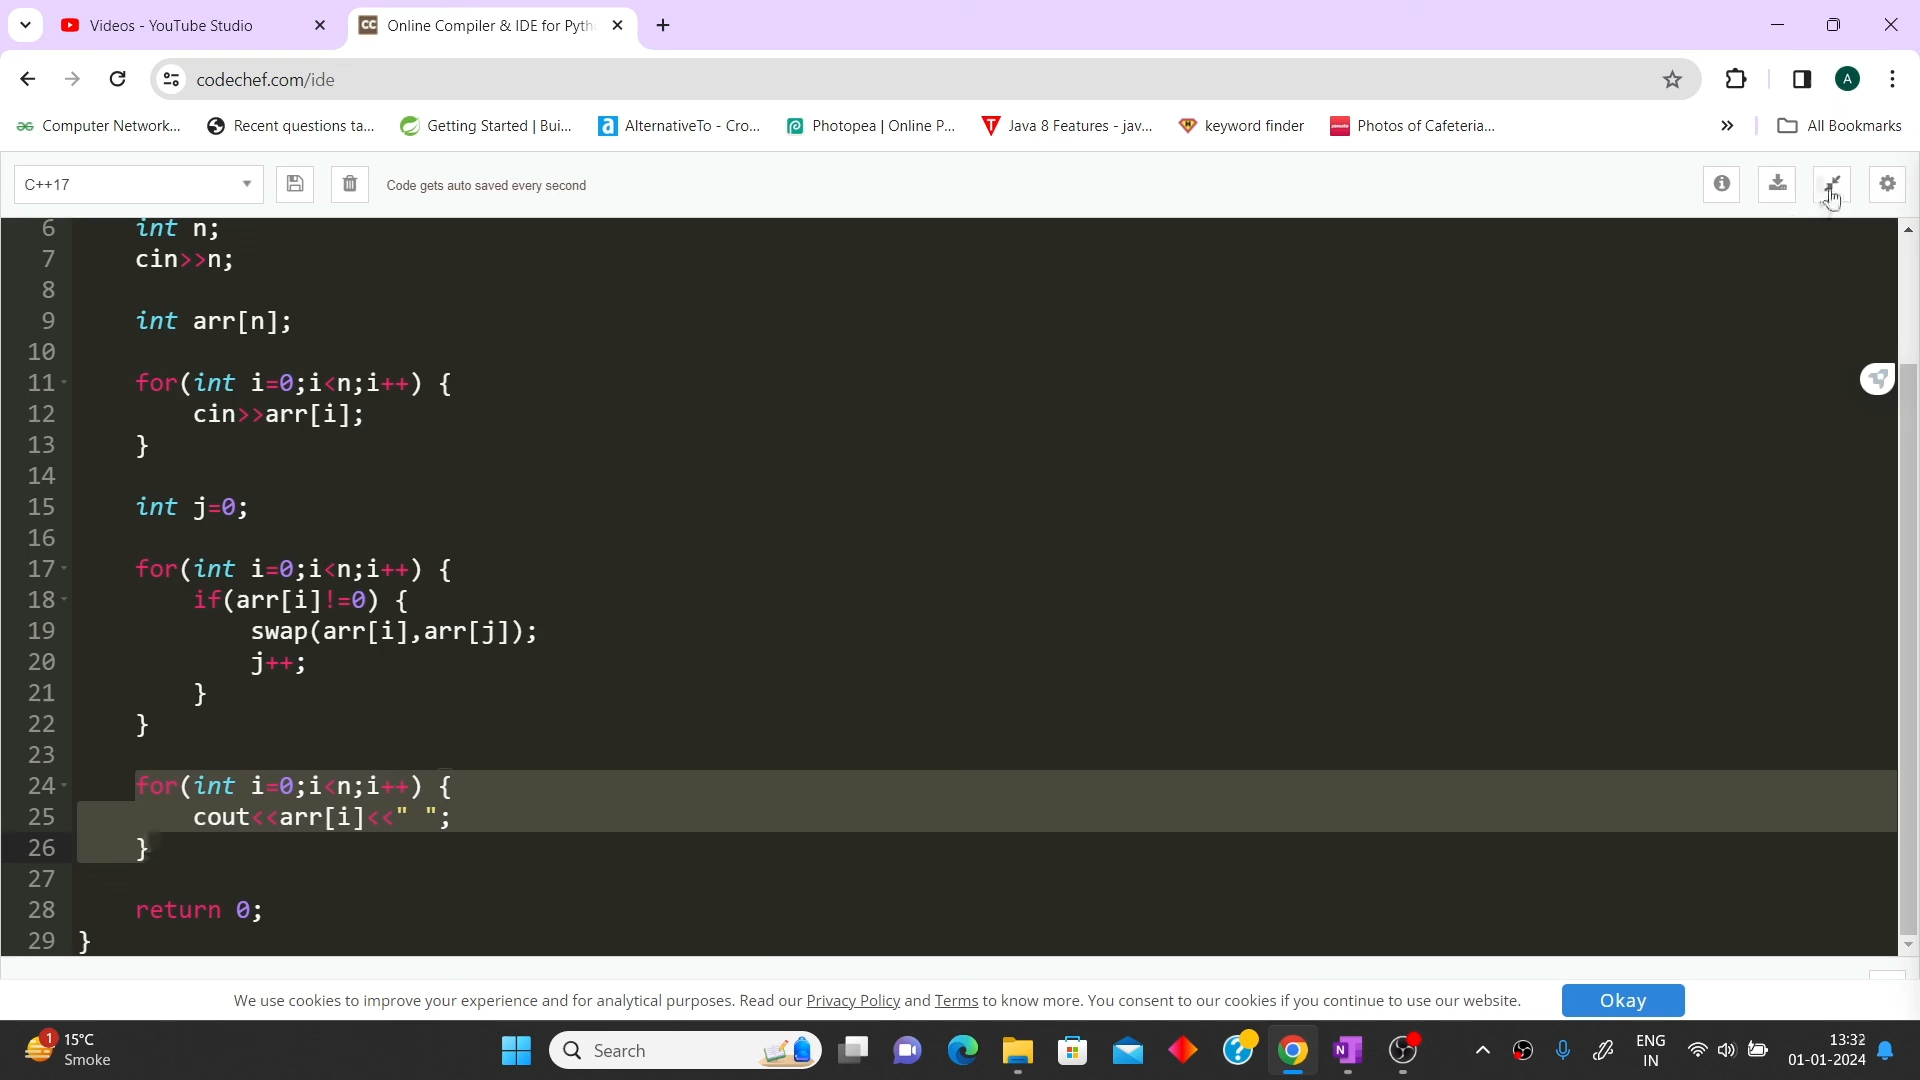 Videos - YouTube Studio
Online Compiler & IDE for Pyth
codechef.com/ide
A
Computer Network...
Recent questions ta...
Getting Started | Bui...
AlternativeTo - Cro...
Photopea | Online P...
Java 8 Features - jav...
keyword finder
Photos of Cafeteria...
All Bookmarks
C++17
Code gets auto saved every second
6 int n;
7 cin>>n;
8
9 int arr[n];
10
11 for(int i=0;i<n;i++) {
12 cin>>arr[i];
13 }
14
15 int j=0;
16
17 for(int i=0;i<n;i++) {
18 if(arr[i]!=0) {
19 swap(arr[i],arr[j]);
20 j++;
21 }
22 }
23
24 for(int i=0;i<n;i++) {
25 cout<<arr[i]<<" ";
26 }
27
28 return 0;
29 }
We use cookies to improve your experience and for analytical purposes. Read our Privacy Policy and Terms to know more. You consent to our cookies if you continue to use our website.
Okay
1
15°C
Smoke
Search
ENG
IN
13:32
01-01-2024